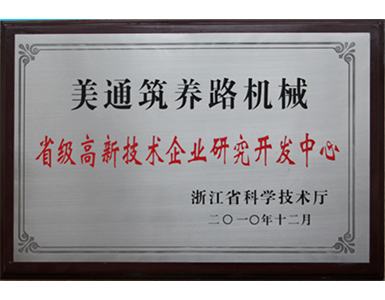 美通筑养路机械
省级高新技术企业研究开发中心
浙江省科学技术厅
二〇一〇年十二月